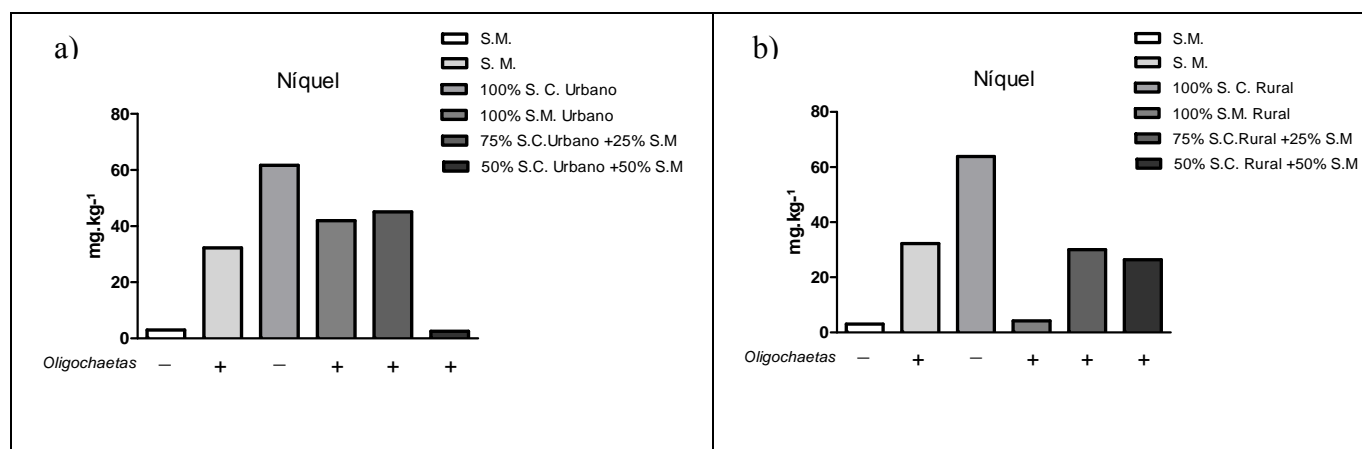 a)
S.M.
S. M.
100% S. C. Urbano
100% S.M. Urbano
75% S.C.Urbano +25% S.M
50% S.C. Urbano +50% S.M
Níquel
80
60
40
20
0
mg.kg-¹
Oligochaetas – + – + + +
b)
S.M.
S. M.
100% S. C. Rural
100% S.M. Rural
75% S.C.Rural +25% S.M
50% S.C. Rural +50% S.M
Níquel
80
60
40
20
0
mg.kg-¹
Oligochaetas – + – + + +